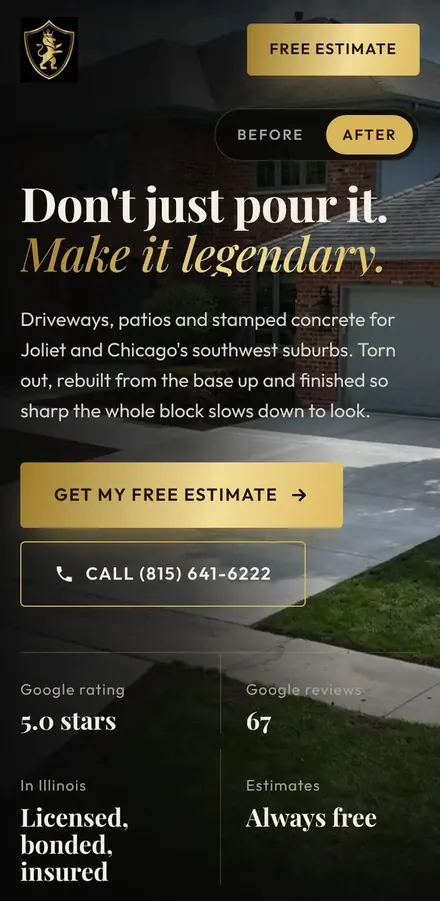 FREE ESTIMATE
BEFORE
AFTER
Don't just pour it.
Make it legendary.
Driveways, patios and stamped concrete for
Joliet and Chicago's southwest suburbs. Torn
out, rebuilt from the base up and finished so
sharp the whole block slows down to look.
GET MY FREE ESTIMATE →
CALL (815) 641-6222
Google rating
5.0 stars
Google reviews
67
In Illinois
Licensed,
bonded,
insured
Estimates
Always free